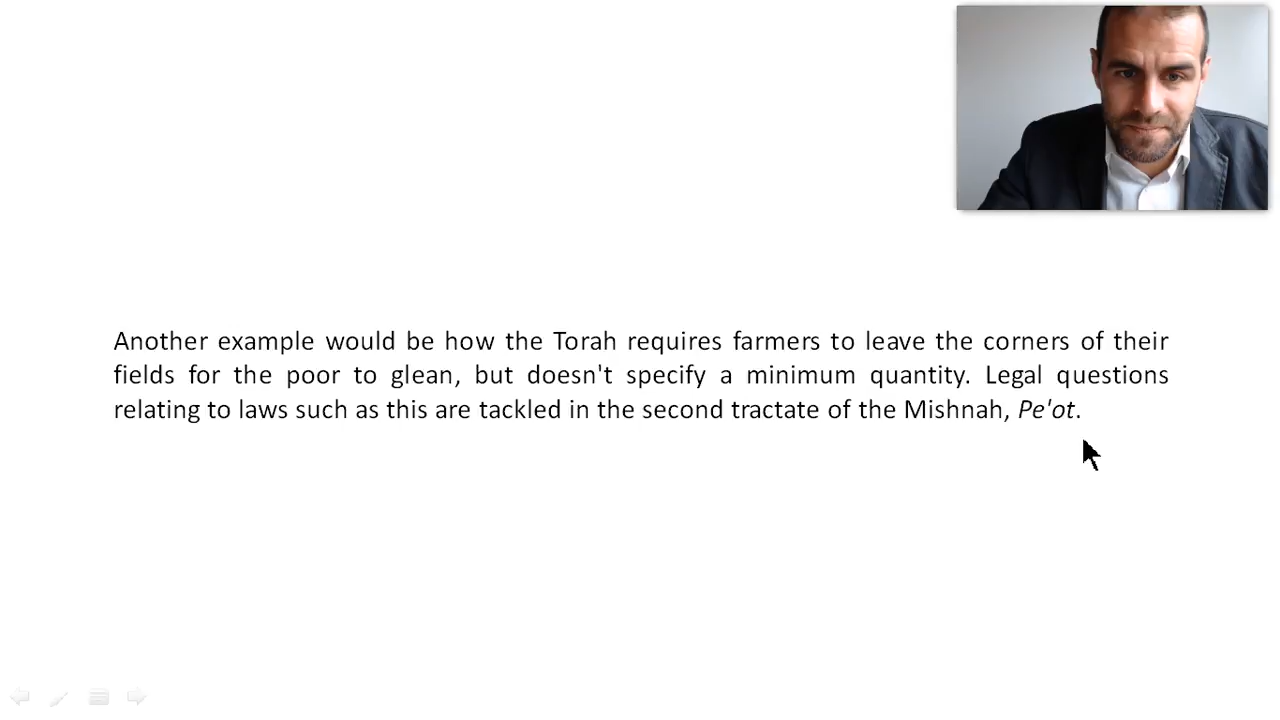 Another example would be how the Torah requires farmers to leave the corners of their
fields for the poor to glean, but doesn't specify a minimum quantity. Legal questions
relating to laws such as this are tackled in the second tractate of the Mishnah, Pe'ot.